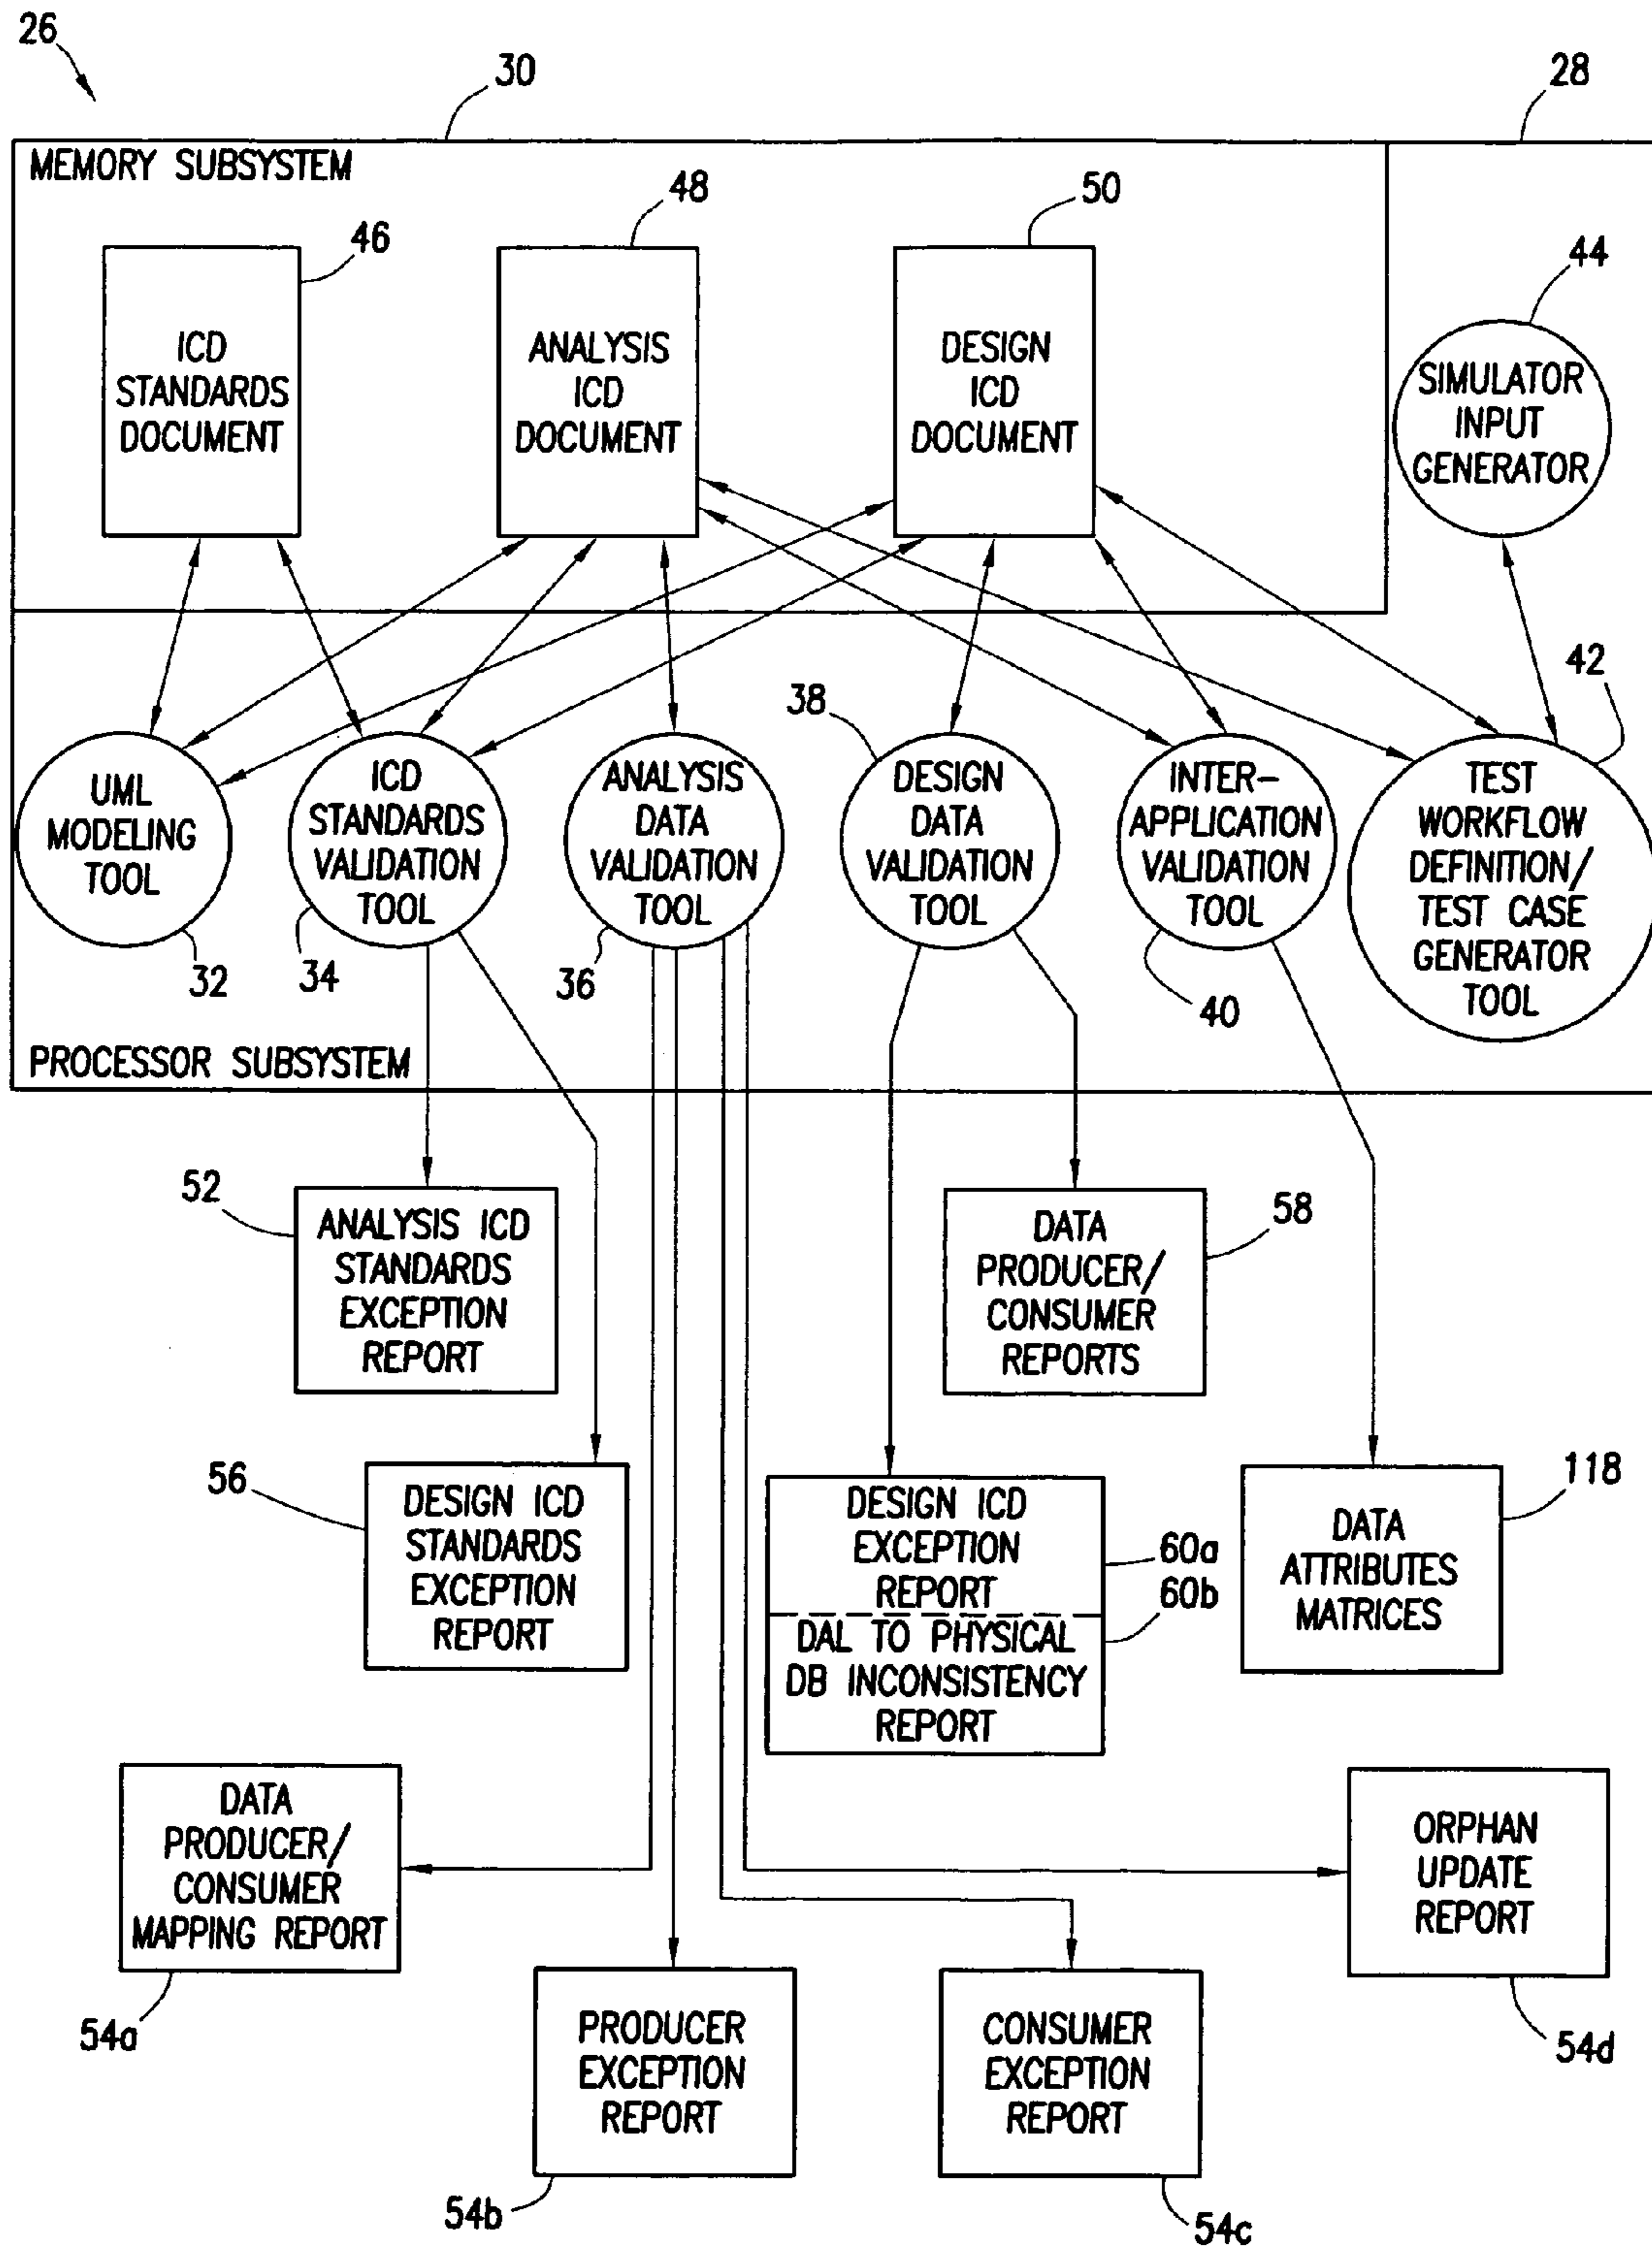 26
30
28
MEMORY SUBSYSTEM
46
48
50
44
ICD
STANDARDS
DOCUMENT
ANALYSIS
ICD
DOCUMENT
DESIGN
ICD
DOCUMENT
SIMULATOR
INPUT
GENERATOR
42
38
UML
MODELING
TOOL
ICD
STANDARDS
VALIDATION
TOOL
ANALYSIS
DATA
VALIDATION
TOOL
DESIGN
DATA
VALIDATION
TOOL
INTER-
APPLICATION
VALIDATION
TOOL
TEST
WORKFLOW
DEFINITION/
TEST CASE
GENERATOR
TOOL
32
34
36
40
PROCESSOR SUBSYSTEM
52
ANALYSIS ICD
STANDARDS
EXCEPTION
REPORT
DATA
PRODUCER/
CONSUMER
REPORTS
58
56
DESIGN ICD
STANDARDS
EXCEPTION
REPORT
DESIGN ICD
EXCEPTION
REPORT
60a
60b
DAL TO PHYSICAL
DB INCONSISTENCY
REPORT
DATA
ATTRIBUTES
MATRICES
118
DATA
PRODUCER/
CONSUMER
MAPPING REPORT
54a
ORPHAN
UPDATE
REPORT
54d
PRODUCER
EXCEPTION
REPORT
54b
CONSUMER
EXCEPTION
REPORT
54c